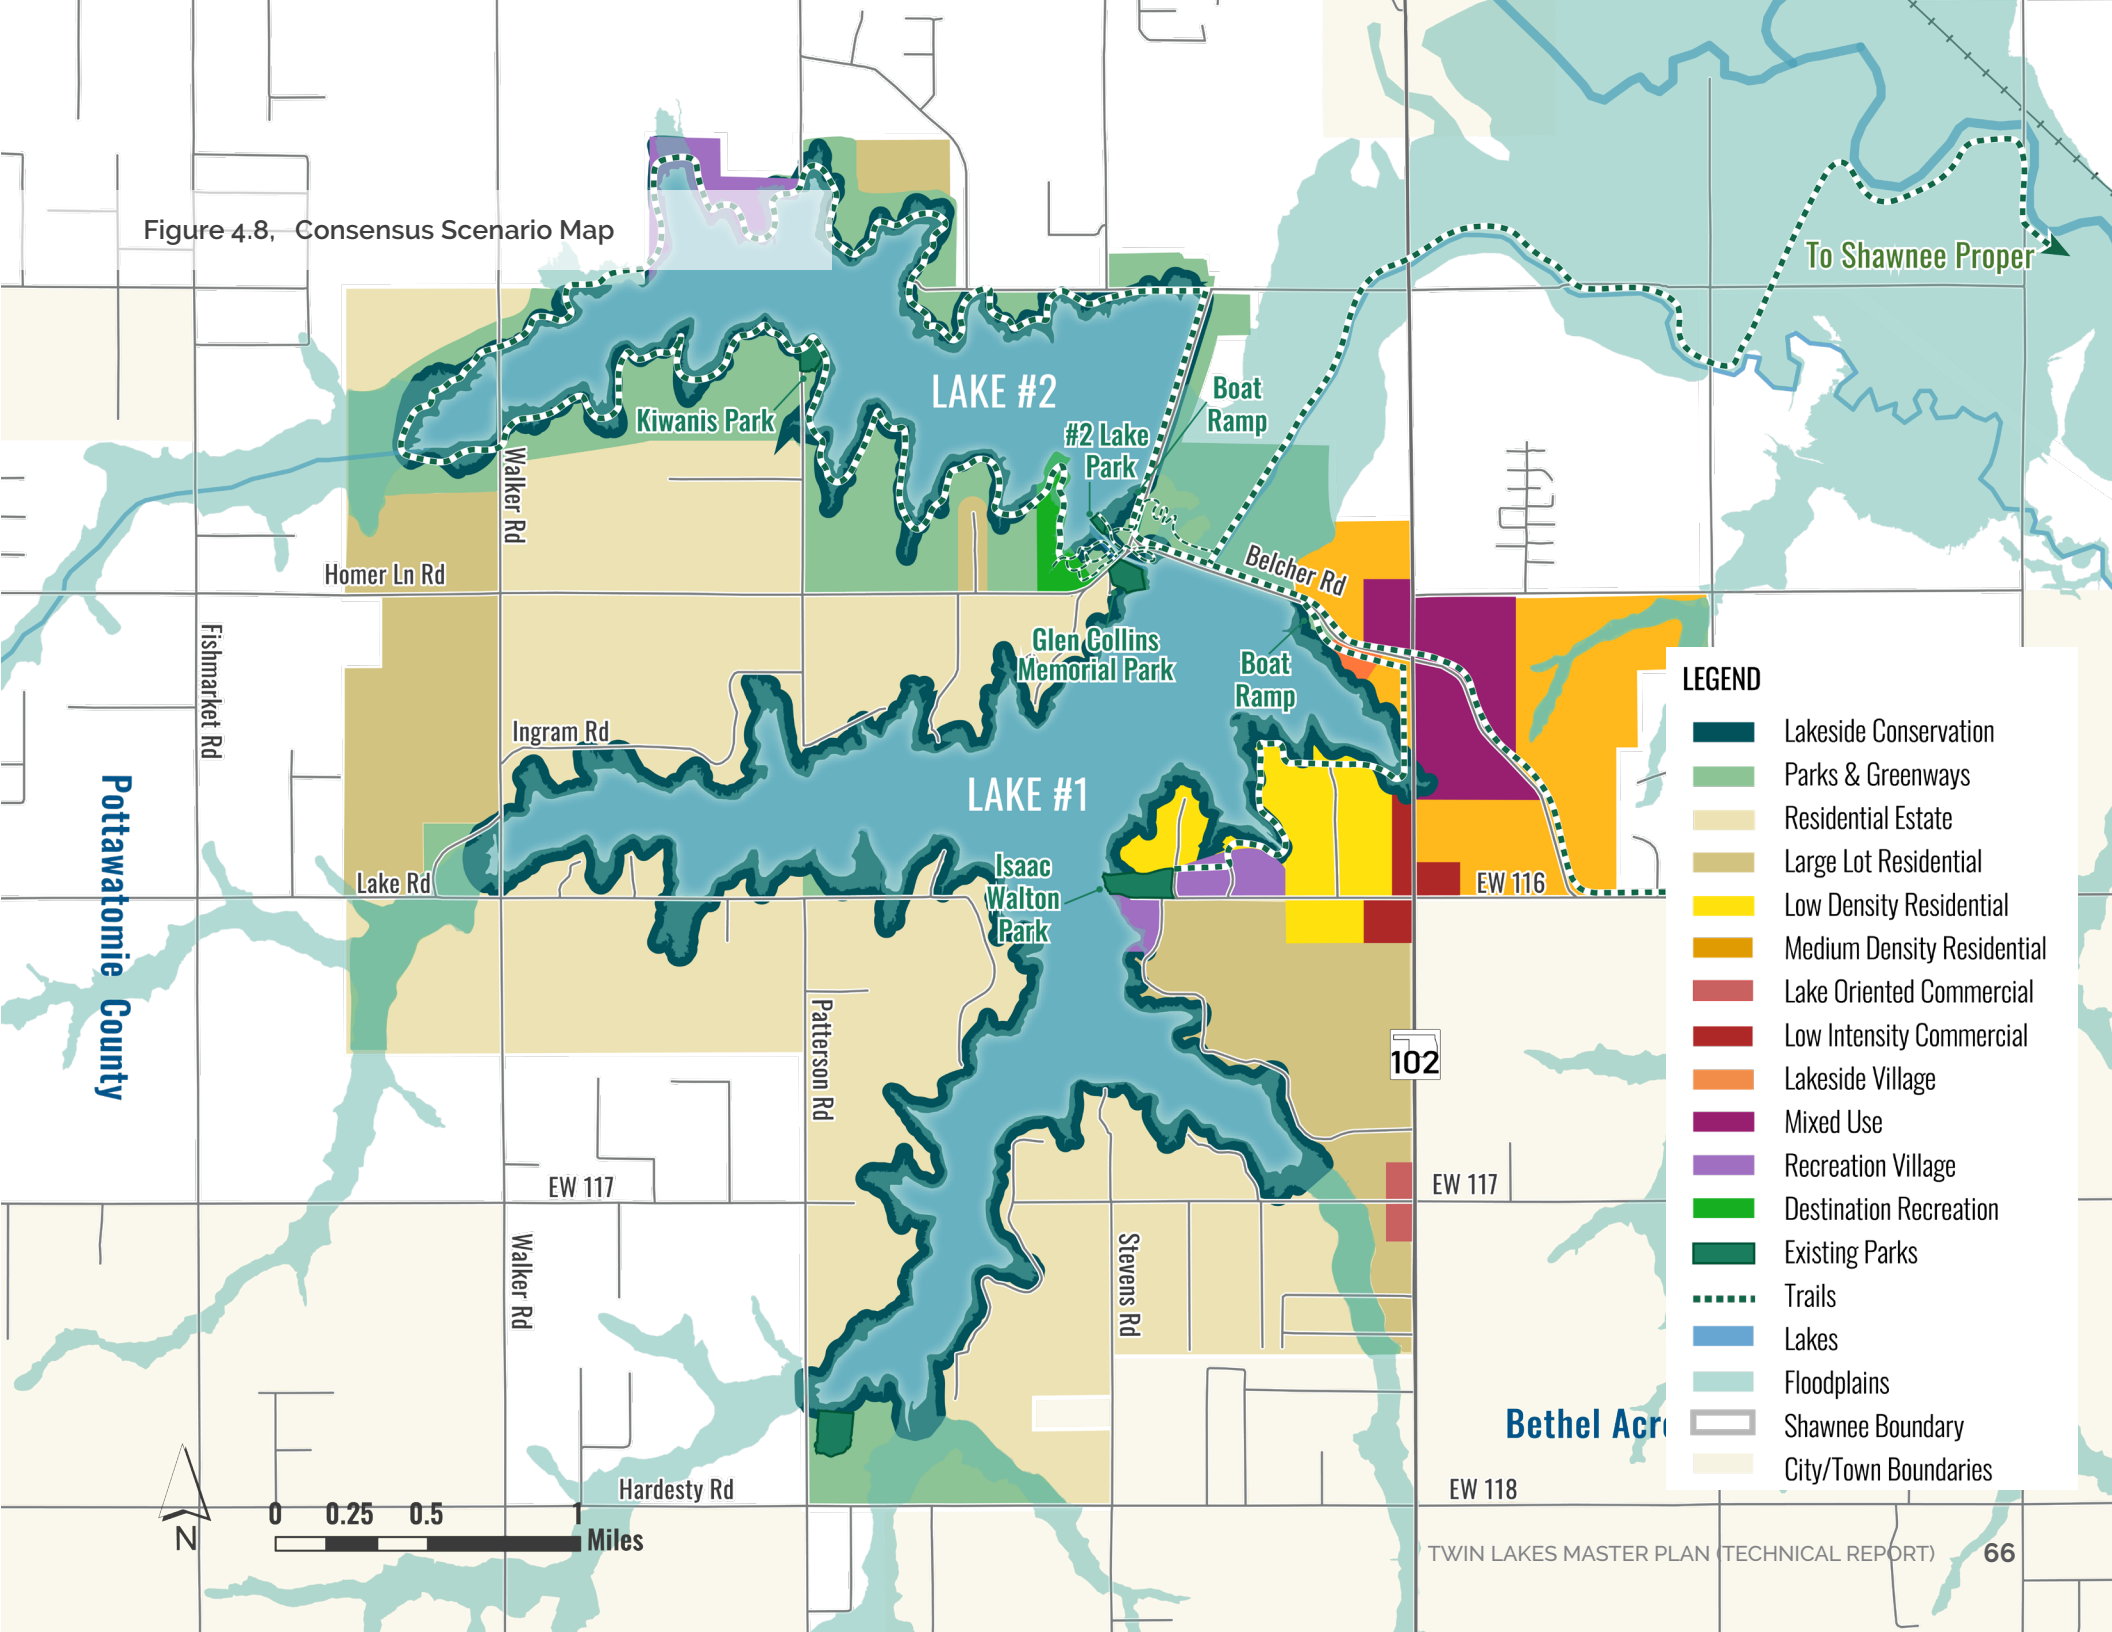 Figure 4.8,   Consensus Scenario Map
To Shawnee Proper
LAKE #2
Boat
Ramp
Kiwanis Park
#2 Lake
Park
Walker Rd
Belcher Rd
Homer Ln Rd
Fishmarket Rd
Glen Collins
Memorial Park
Boat
Ramp
Ingram Rd
LAKE #1
Pottawatomie County
Lake Rd
Isaac
Walton
Park
EW 116
Patterson Rd
102
EW 117
EW 117
Walker Rd
Stevens Rd
Bethel Acr
Hardesty Rd
EW 118
LEGEND
Lakeside Conservation
Parks & Greenways
Residential Estate
Large Lot Residential
Low Density Residential
Medium Density Residential
Lake Oriented Commercial
Low Intensity Commercial
Lakeside Village
Mixed Use
Recreation Village
Destination Recreation
Existing Parks
Trails
Lakes
Floodplains
Shawnee Boundary
City/Town Boundaries
N
0 0.25 0.5 1
Miles
TWIN LAKES MASTER PLAN (TECHNICAL REPORT) 66